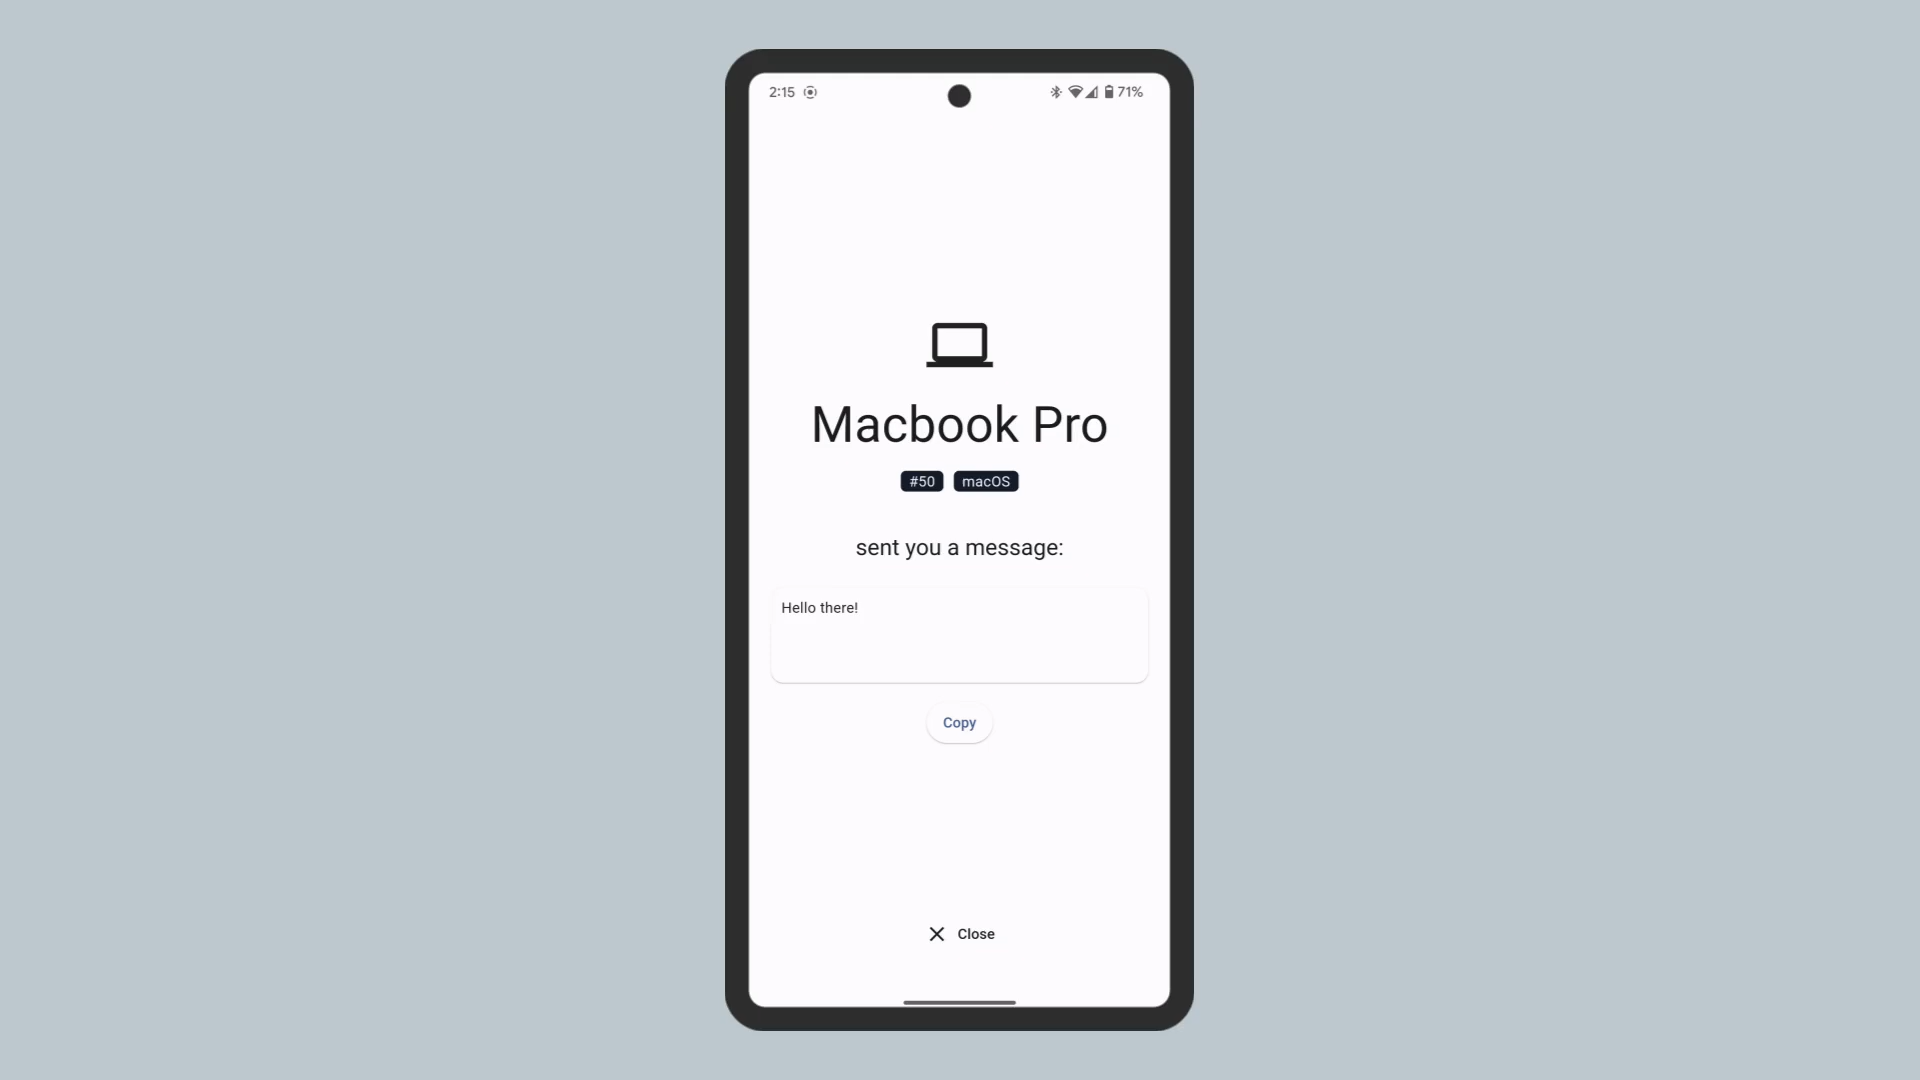 2:15 71%
Macbook Pro
#50 macOS
sent you a message:
Hello there!
Copy
Close